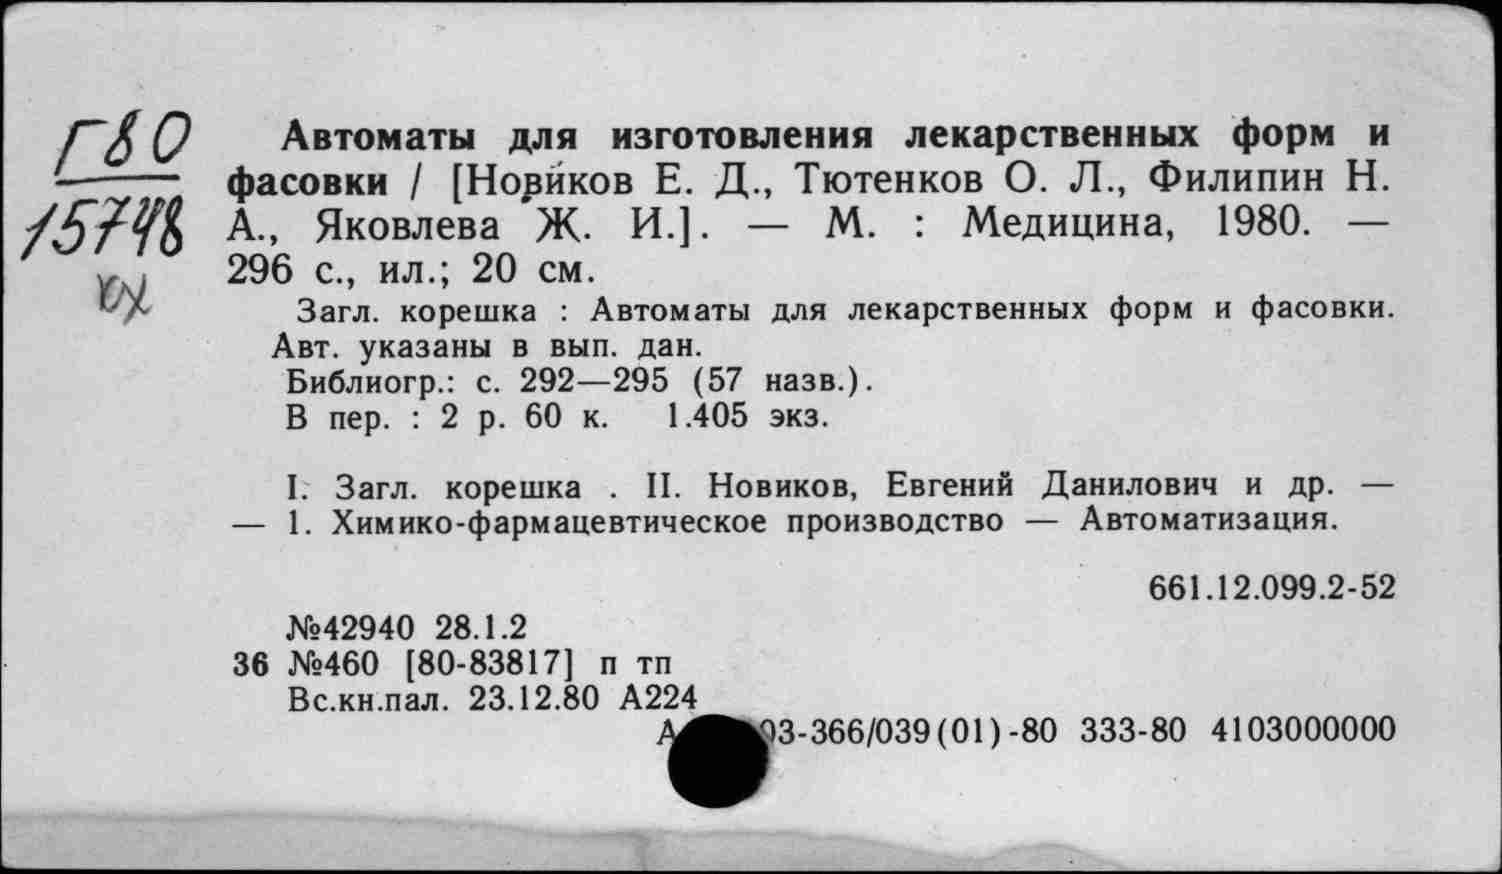 Г80
15748
Автоматы для изготовления лекарственных форм и
фасовки / [Новиков Е. Д., Тютенков О. Л., Филипин Н.
А., Яковлева Ж. И.]. — М. : Медицина, 1980. —
296 с., ил.; 20 см.
Загл. корешка : Автоматы для лекарственных форм и фасовки.
Авт. указаны в вып. дан.
Библиогр.: с. 292—295 (57 назв.).
В пер. : 2 р. 60 к. 1.405 экз.
I. Загл. корешка . II. Новиков, Евгений Данилович и др. —
— 1. Химико-фармацевтическое производство — Автоматизация.
661.12.099.2-52
№42940 28.1.2
36 №460 [80-83817] п тп
Вс.кн.пал. 23.12.80 А224
03-366/039(01)-80 333-80 4103000000